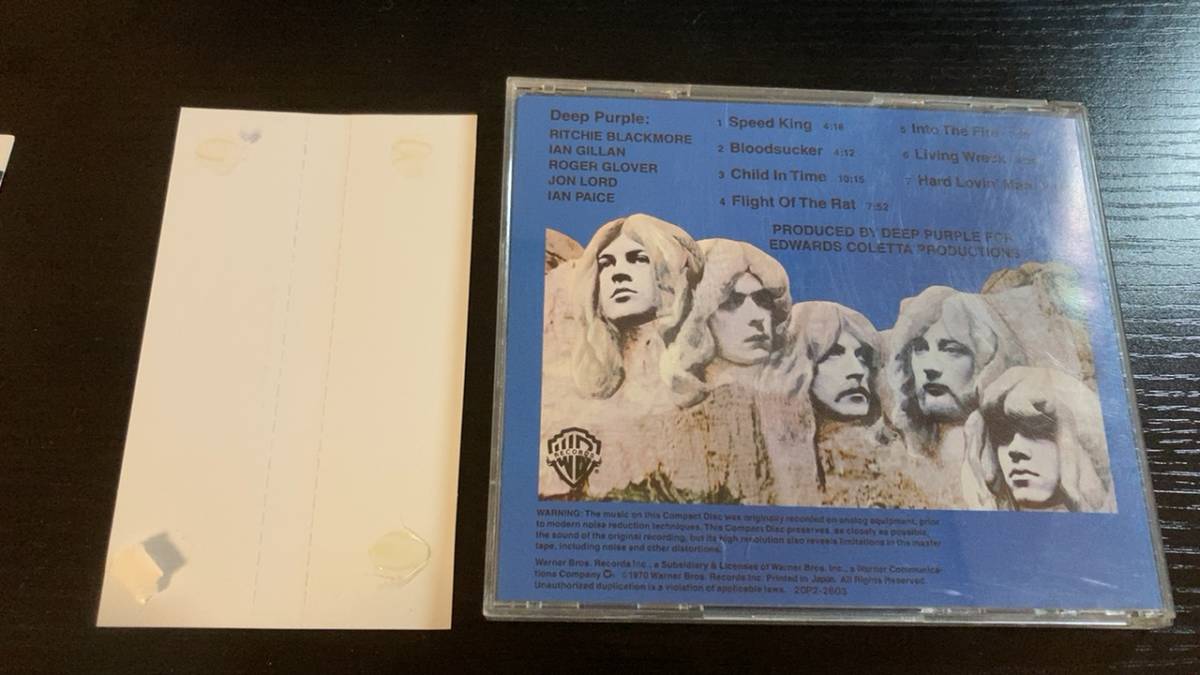 Deep Purple:
RITCHIE BLACKMORE
IAN GILLAN
ROGER GLOVER
JON LORD
IAN PAICE
1 Speed King 4:16
2 Bloodsucker 4:12
3 Child In Time 10:15
4 Flight Of The Rat 7:52
5 Into The Fire
6 Living Wreck
7 Hard Lovin' Man
PRODUCED BY DEEP PURPLE FOR
EDWARDS COLETTA PRODUCTIONS
RECORDS
WARNING: The music on this Compact Disc was originally recorded on analog equipment, prior
to modern noise reduction techniques. This Compact Disc preserves, as closely as possible,
the sound of the original recording, but its high resolution also reveals limitations in the master
tape, including noise and other distortions.
Warner Bros. Records Inc., a Subsidiary & Licensee of Warner Bros. Inc., a Warner Communica-
tions Company ©1970 Warner Bros. Records Inc. Printed in Japan. All Rights Reserved.
Unauthorized duplication is a violation of applicable laws. 20P2-2603